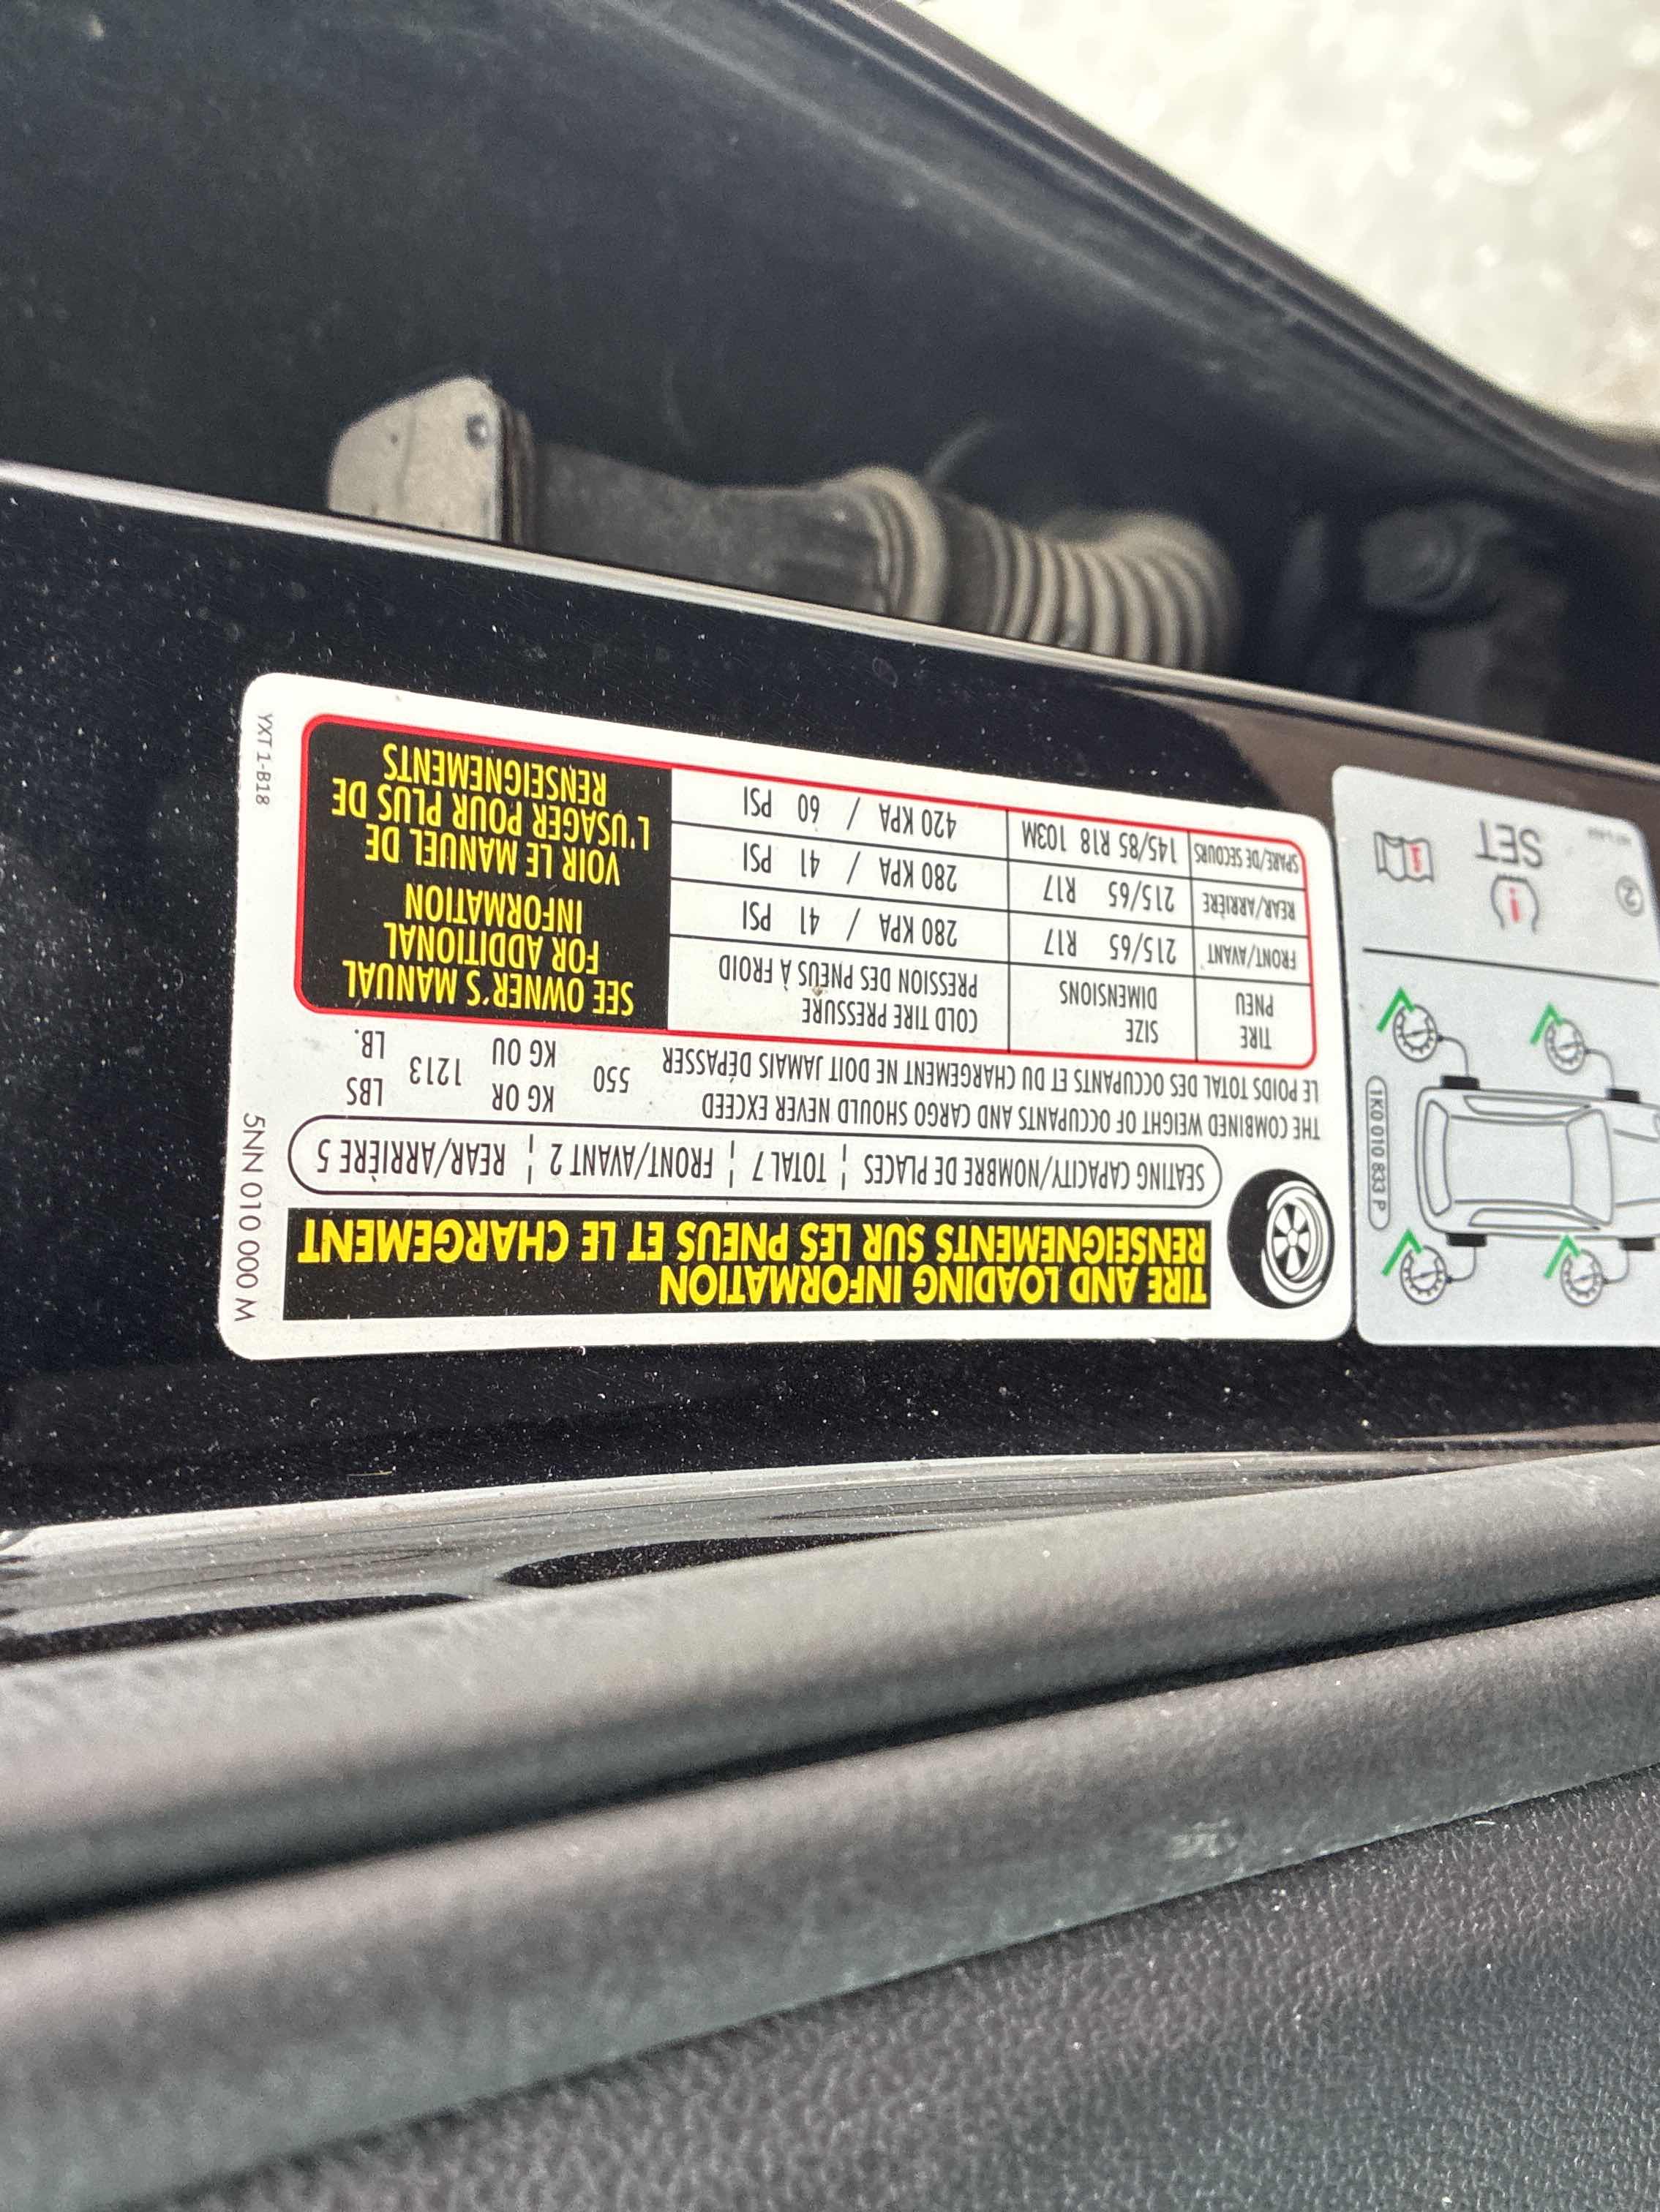 TIRE AND LOADING INFORMATION
RENSEIGNEMENTS SUR LES PNEUS ET LE CHARGEMENT
SEATING CAPACITY/NOMBRE DE PLACES ¦ TOTAL 7 ¦ FRONT/AVANT 2 ¦ REAR/ARRIÈRE 5
THE COMBINED WEIGHT OF OCCUPANTS AND CARGO SHOULD NEVER EXCEED
LE POIDS TOTAL DES OCCUPANTS ET DU CHARGEMENT NE DOIT JAMAIS DÉPASSER
550 KG OR 1213 LBS
KG OU LB.
TIRE SIZE COLD TIRE PRESSURE
PNEU DIMENSIONS PRESSION DES PNEUS À FROID
FRONT/AVANT 215/65 R17 280 KPA / 41 PSI
REAR/ARRIÈRE 215/65 R17 280 KPA / 41 PSI
SPARE/DE SECOURS 145/85 R18 103M 420 KPA / 60 PSI
SEE OWNER'S MANUAL
FOR ADDITIONAL
INFORMATION
VOIR LE MANUEL DE
L'USAGER POUR PLUS DE
RENSEIGNEMENTS
5NN 010 000 M
YXT 1-B18
1K0 010 833 P
2
SET